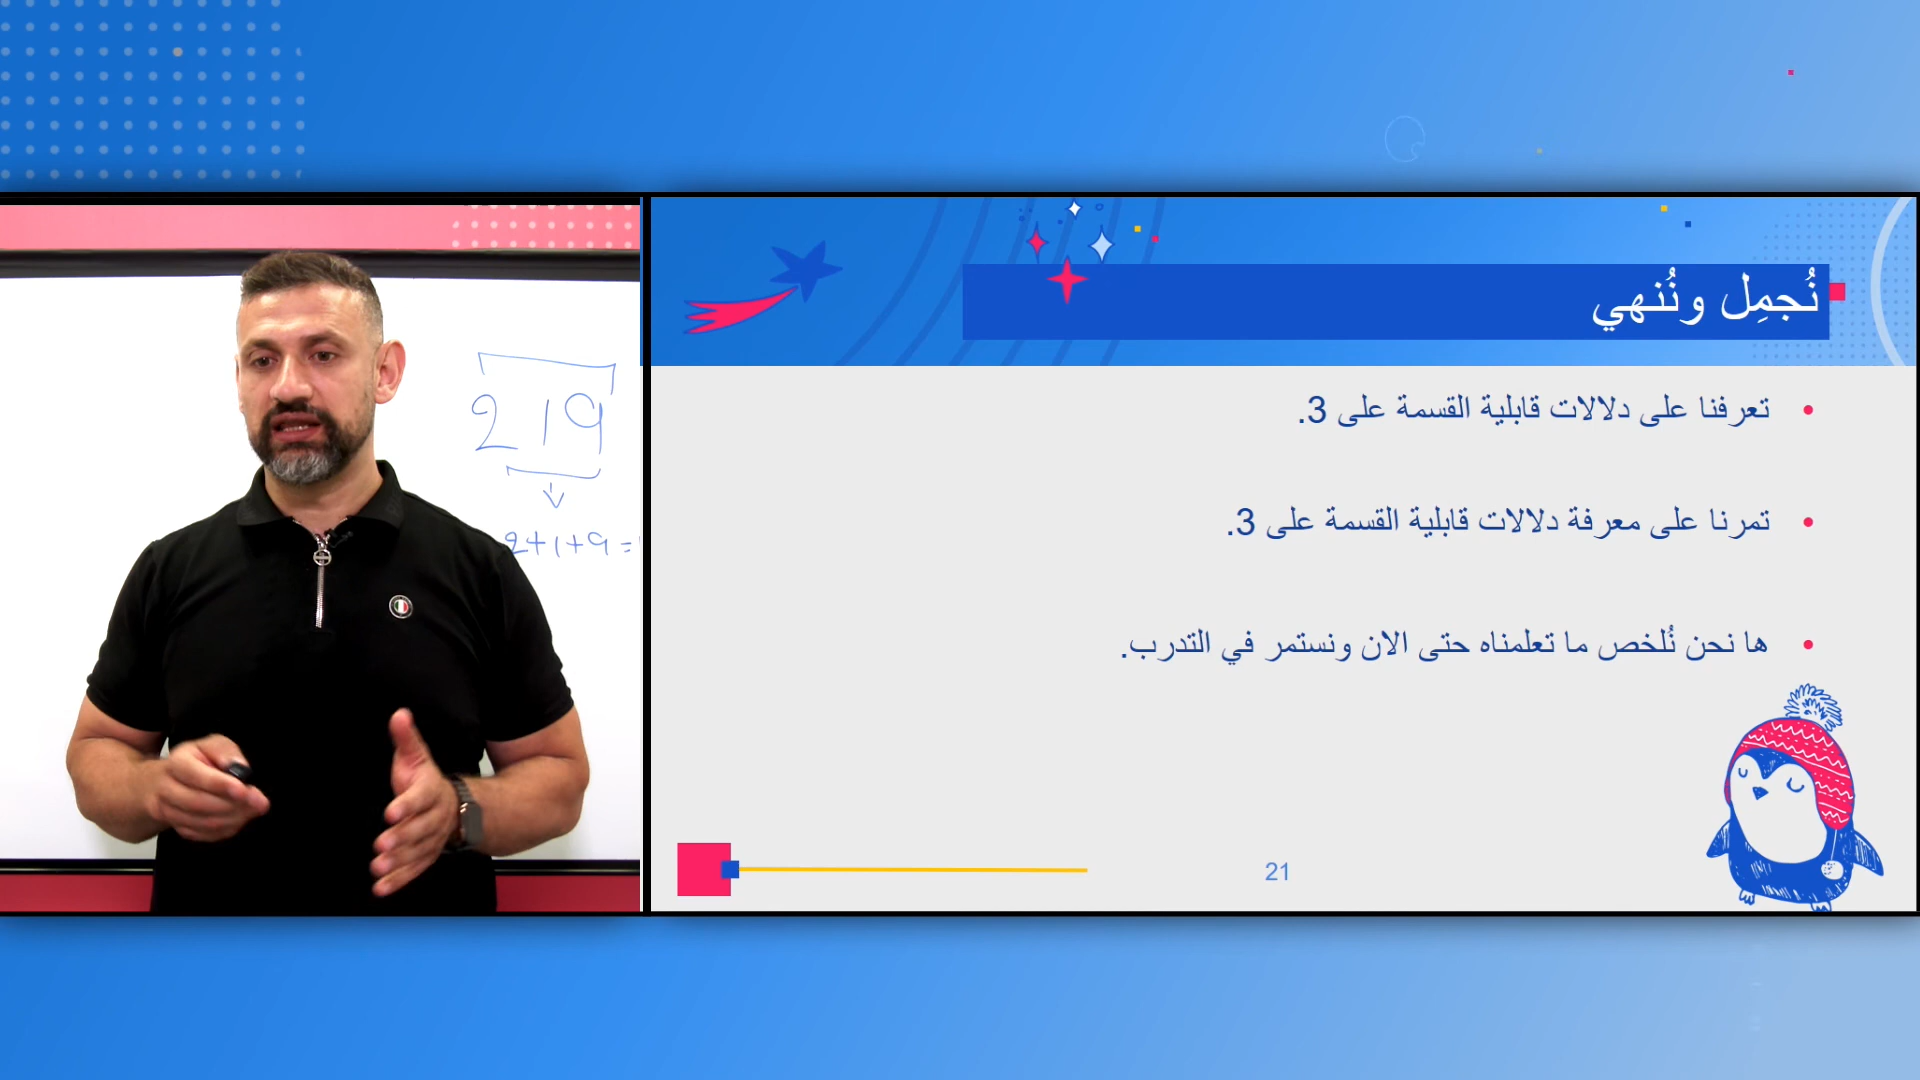 نُجمِل ونُنهي
تعرفنا على دلالات قابلية القسمة على 3.
تمرنا على معرفة دلالات قابلية القسمة على 3.
ها نحن نُلخص ما تعلمناه حتى الان ونستمر في التدرب.
21
219
2+1+9=